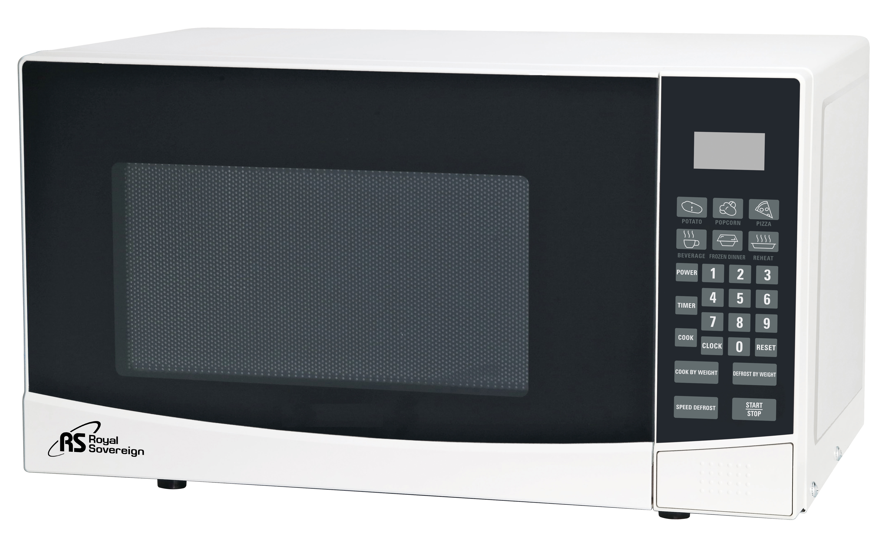 POTATO POPCORN PIZZA
BEVERAGE FROZEN DINNER REHEAT
POWER 1 2 3
TIMER 4 5 6
7 8 9
COOK CLOCK 0 RESET
COOK BY WEIGHT DEFROST BY WEIGHT
SPEED DEFROST START
STOP
RS Royal
Sovereign